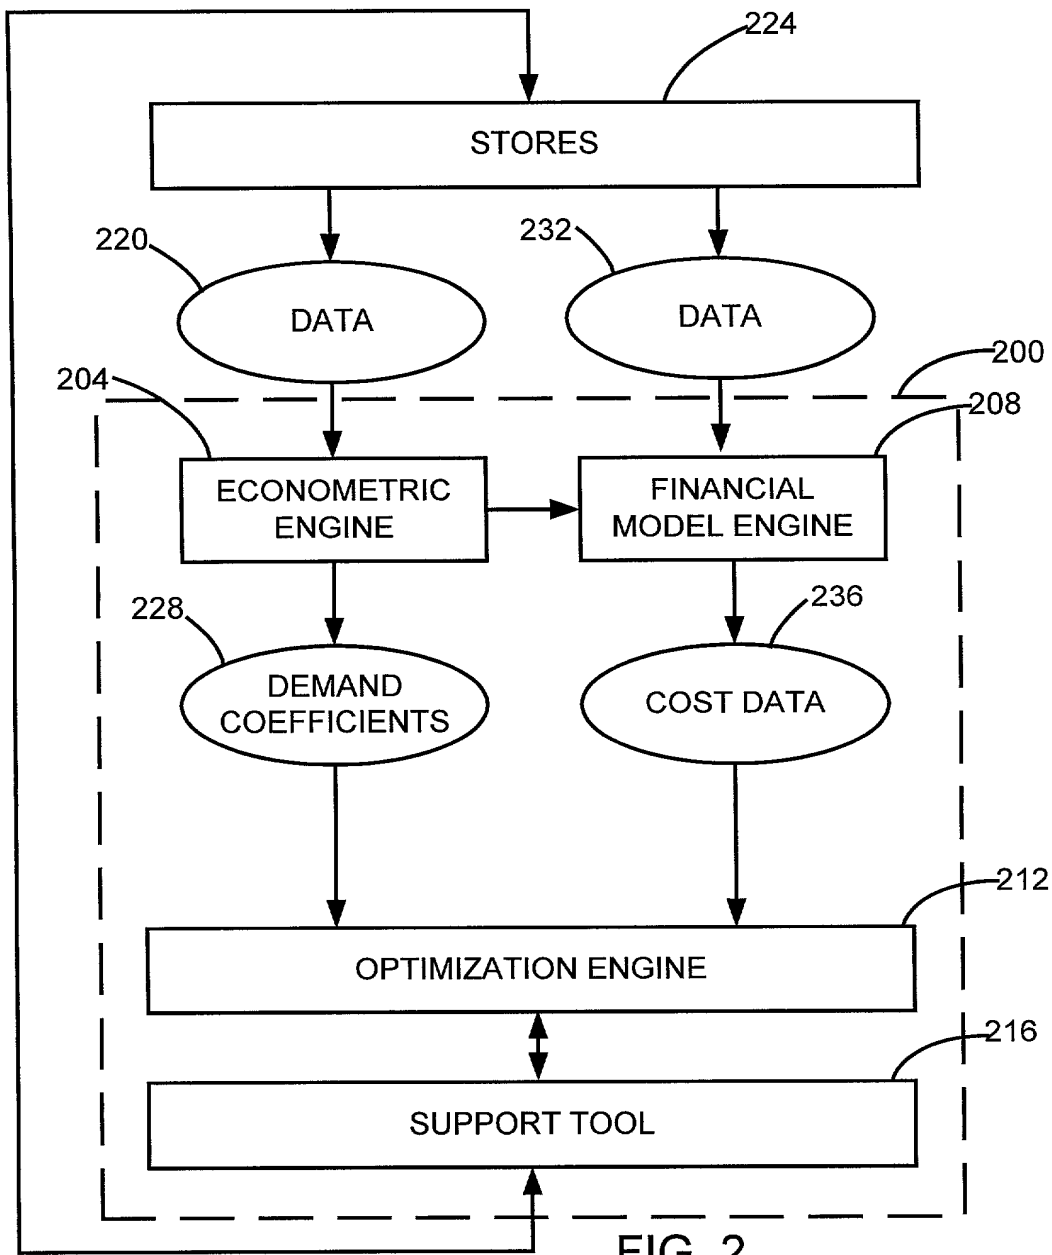 224
STORES
220
232
DATA
DATA
200
204
208
ECONOMETRIC
ENGINE
FINANCIAL
MODEL ENGINE
228
236
DEMAND
COEFFICIENTS
COST DATA
212
OPTIMIZATION ENGINE
216
SUPPORT TOOL
FIG. 2